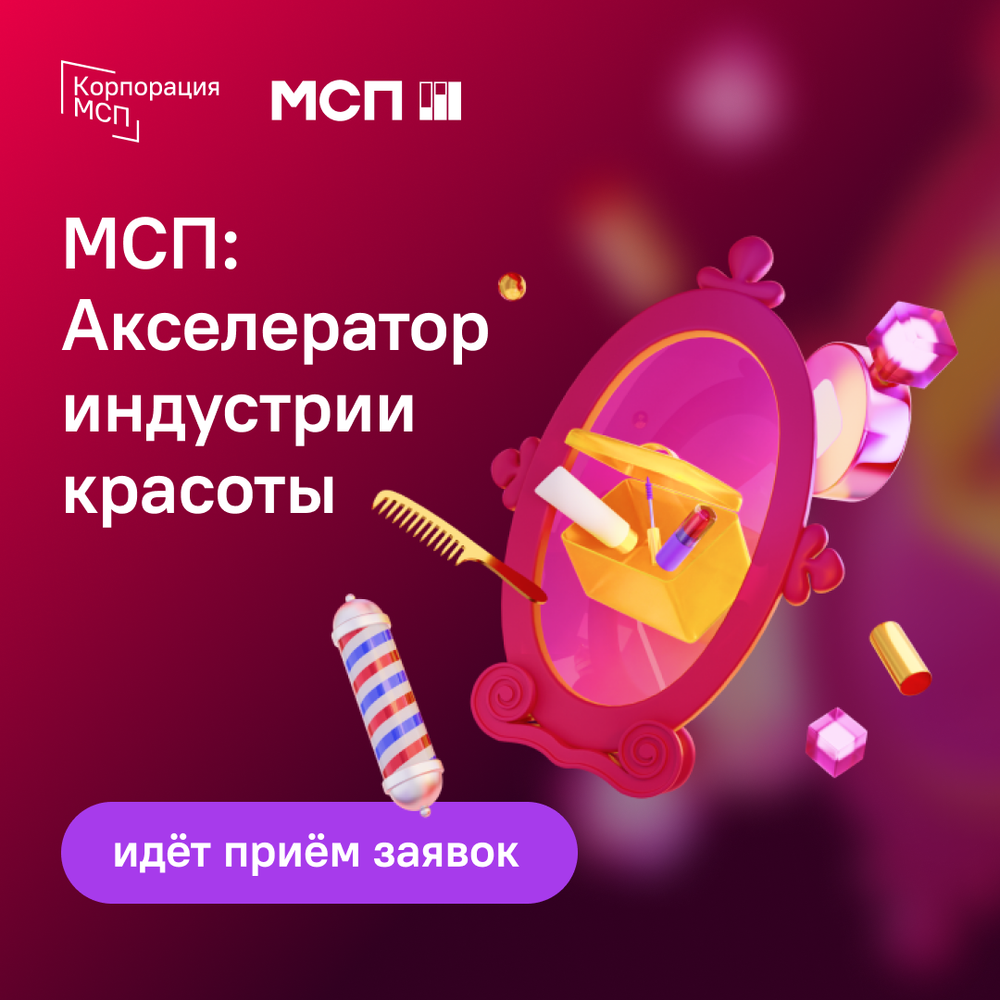 Корпорация
МСП
МСП
МСП:
Акселератор
индустрии
красоты
идёт приём заявок